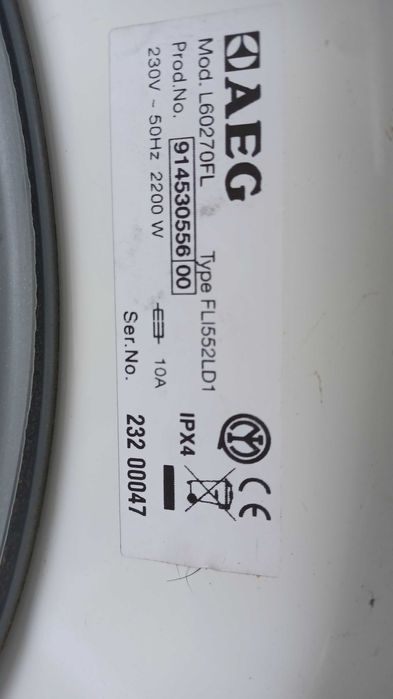 AEG
Mod. L60270FL Type FLI552LD1
Prod.No. 914530556 00
230V ~ 50Hz 2200 W 10A
IPX4
Ser.No. 232 00047
CE